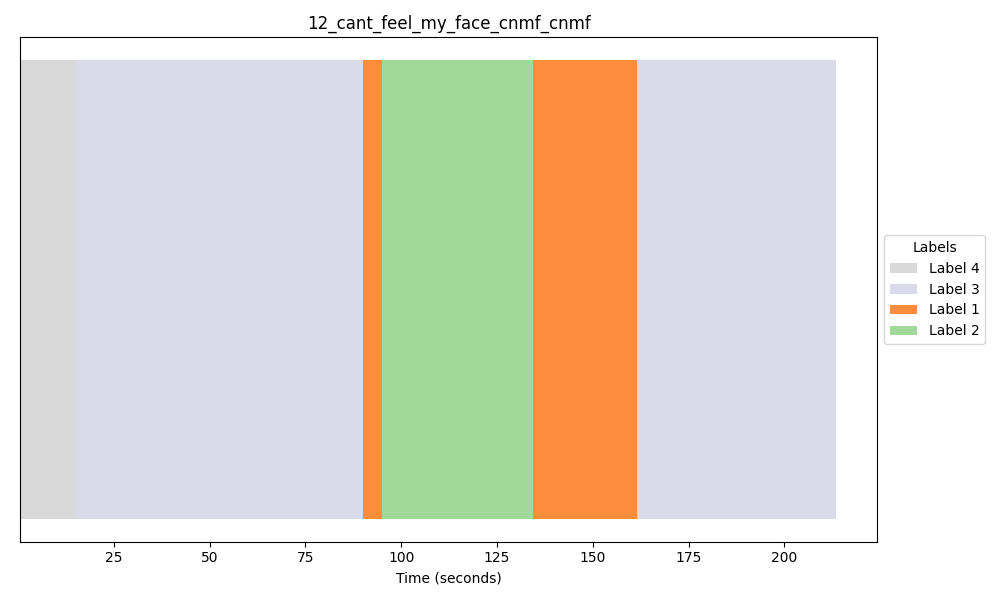 12_cant_feel_my_face_cnmf_cnmf
Labels
Label 4
Label 3
Label 1
Label 2
25 50 75 100 125 150 175 200
Time (seconds)